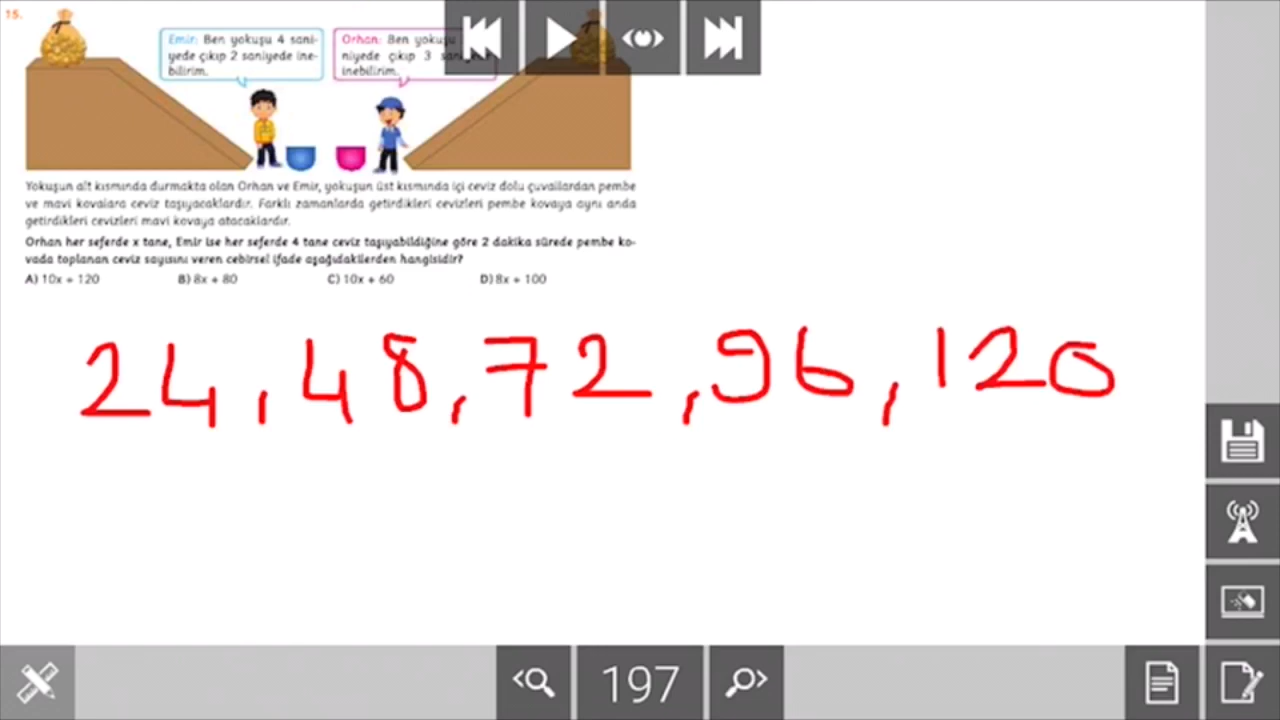 15.
Emir: Ben yokuşu 4 sani-
yede çıkıp 2 saniyede ine-
bilirim.
Orhan: Ben yokuşu
niyede çıkıp 3 saniyede
inebilirim.
Yokuşun alt kısmında durmakta olan Orhan ve Emir, yokuşun üst kısmında içi ceviz dolu çuvallardan pembe
ve mavi kovalara ceviz taşıyacaklardır. Farklı zamanlarda getirdikleri cevizleri pembe kovaya aynı anda
getirdikleri cevizleri mavi kovaya atacaklardır.
Orhan her seferde x tane, Emir ise her seferde 4 tane ceviz taşıyabildiğine göre 2 dakika sürede pembe ko-
vada toplanan ceviz sayısını veren cebirsel ifade aşağıdakilerden hangisidir?
A) 10x + 120 B) 8x + 80 C) 10x + 60 D) 8x + 100
24, 48, 72, 96, 120
197